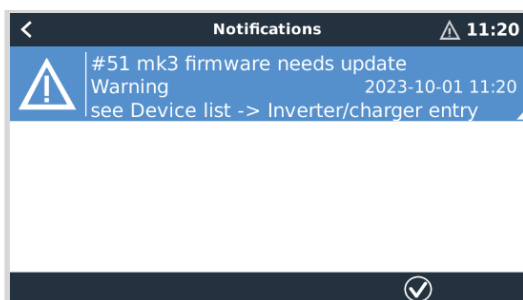 Notifications
11:20
#51 mk3 firmware needs update
Warning
2023-10-01 11:20
see Device list -> Inverter/charger entry